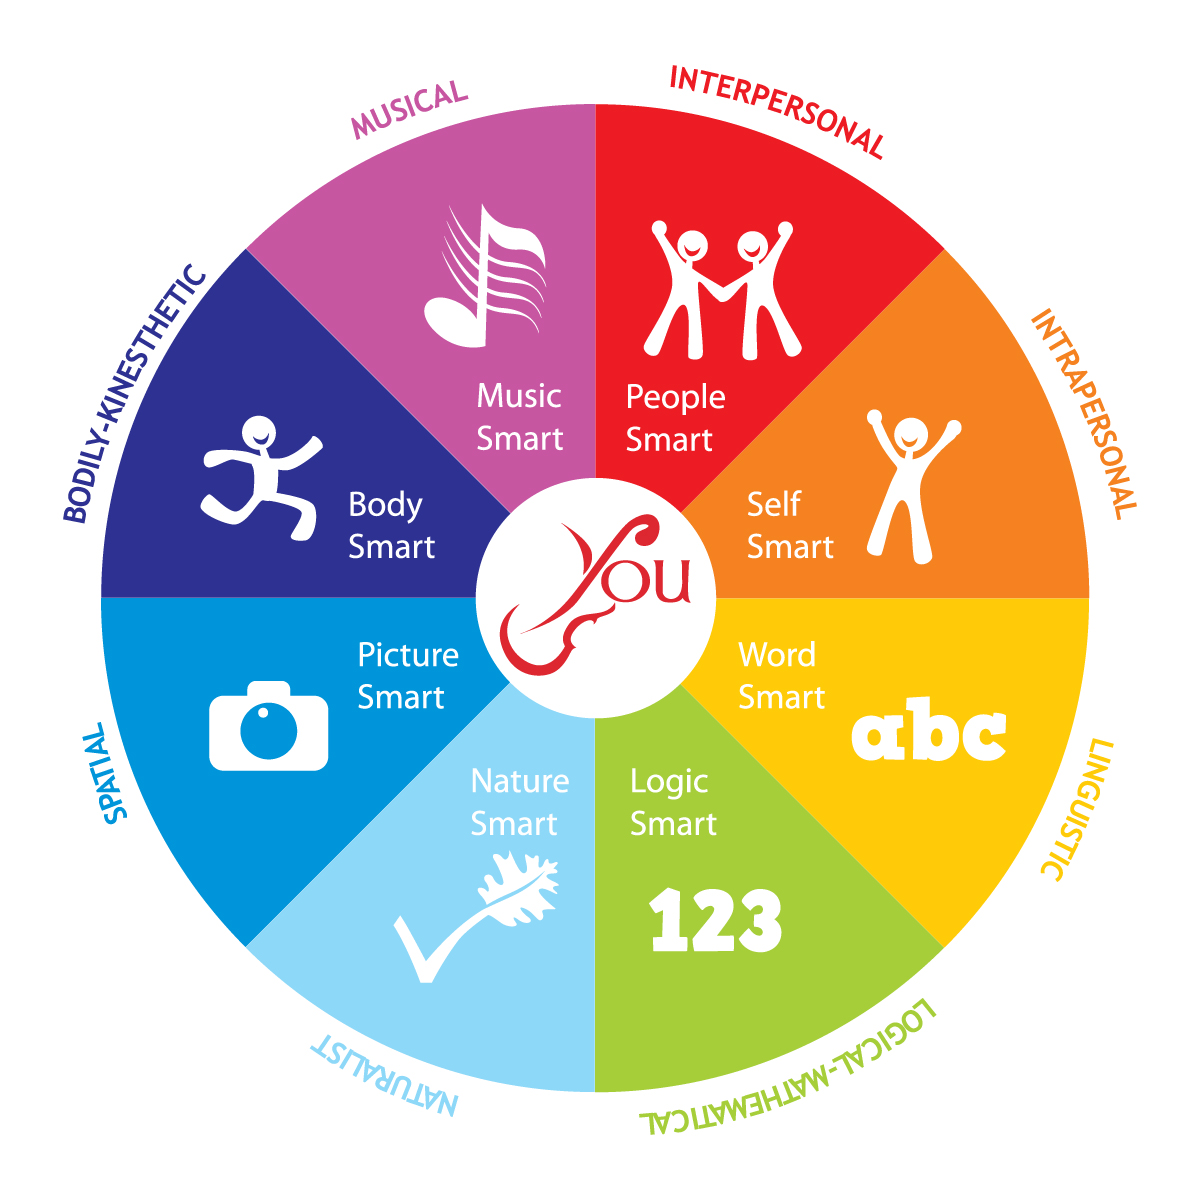 MUSICAL
INTERPERSONAL
INTRAPERSONAL
LINGUISTIC
LOGICAL-MATHEMATICAL
NATURALIST
SPATIAL
BODILY-KINESTHETIC
Music
Smart
People
Smart
Self
Smart
Word
Smart
abc
Logic
Smart
123
Nature
Smart
Picture
Smart
Body
Smart
You